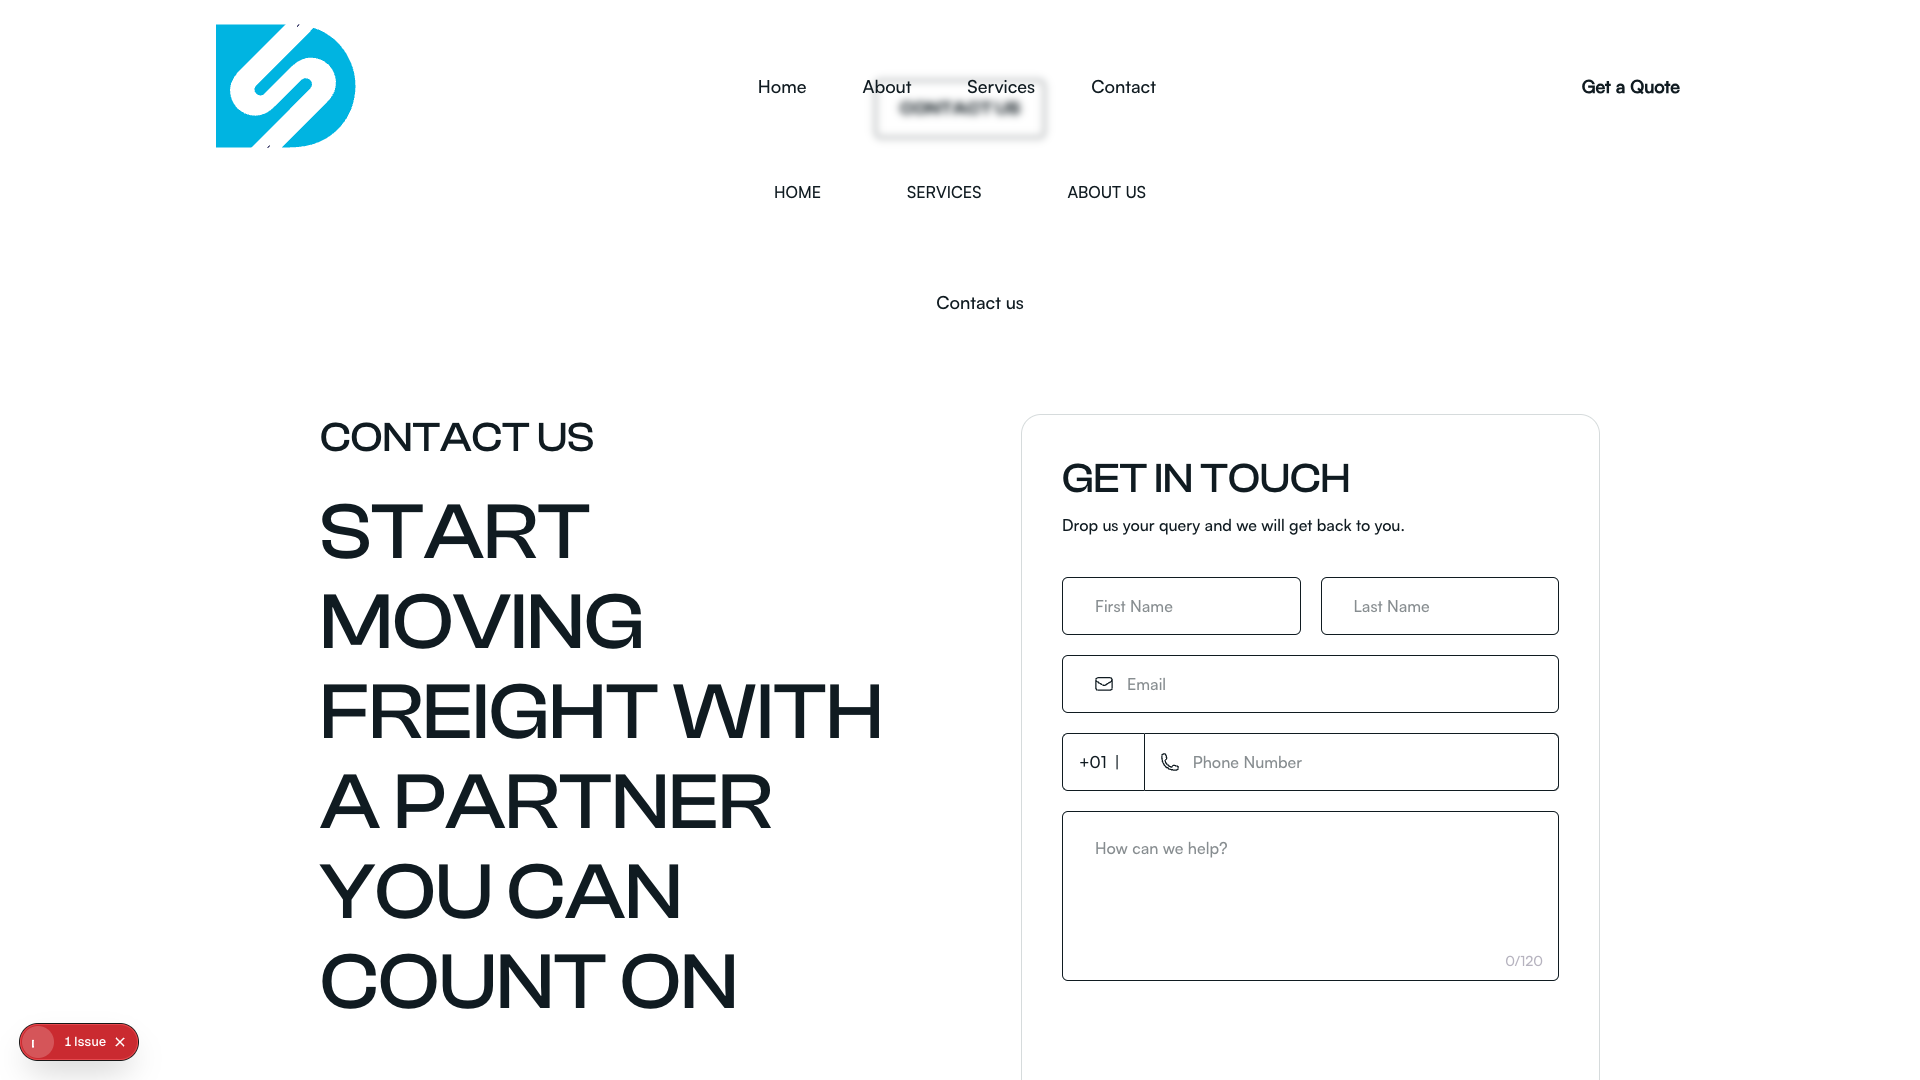 Home About Services Contact Get a Quote
CONTACT US
HOME SERVICES ABOUT US
Contact us
CONTACT US
START
MOVING
FREIGHT WITH
A PARTNER
YOU CAN
COUNT ON
GET IN TOUCH
Drop us your query and we will get back to you.
First Name Last Name
Email
+01 | Phone Number
How can we help?
0/120
1 Issue